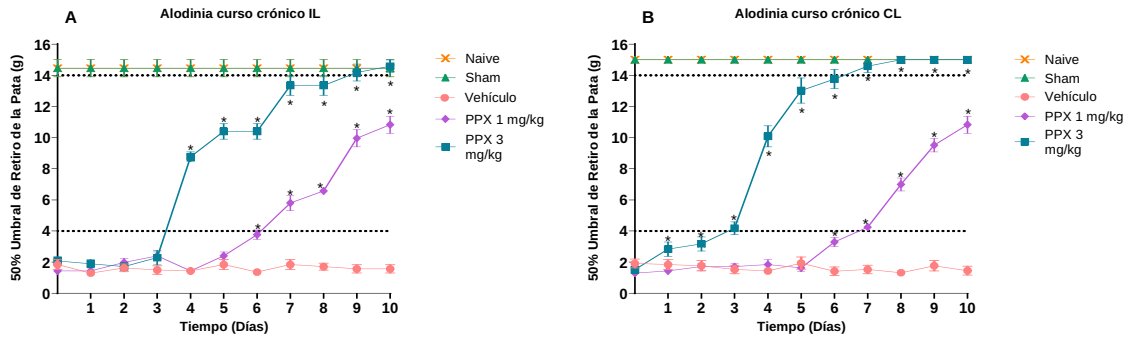 A
Alodinia curso crónico IL
50% Umbral de Retiro de la Pata (g)
16
14
12
10
8
6
4
2
0
1 2 3 4 5 6 7 8 9 10
Tiempo (Días)
* * * * * * * *
* * * * *
Naive
Sham
Vehículo
PPX 1 mg/kg
PPX 3
mg/kg
B
Alodinia curso crónico CL
50% Umbral de Retiro de la Pata (g)
16
14
12
10
8
6
4
2
0
1 2 3 4 5 6 7 8 9 10
Tiempo (Días)
* * * * * * * * * *
* * * * *
Naive
Sham
Vehículo
PPX 1 mg/kg
PPX 3
mg/kg